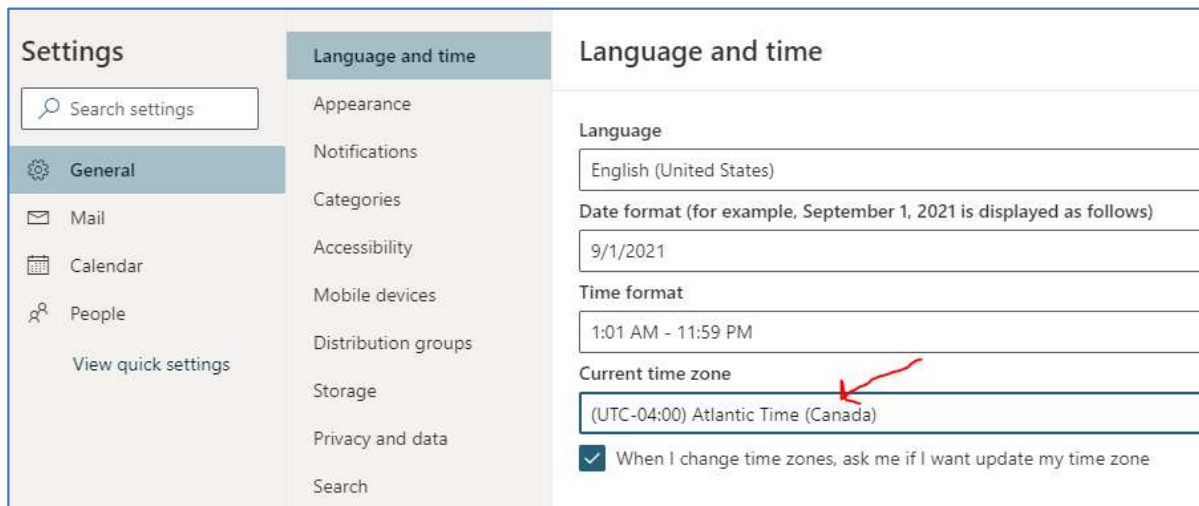 Settings
Search settings
General
Mail
Calendar
People
View quick settings
Language and time
Appearance
Notifications
Categories
Accessibility
Mobile devices
Distribution groups
Storage
Privacy and data
Search
Language and time
Language
English (United States)
Date format (for example, September 1, 2021 is displayed as follows)
9/1/2021
Time format
1:01 AM - 11:59 PM
Current time zone
(UTC-04:00) Atlantic Time (Canada)
When I change time zones, ask me if I want update my time zone